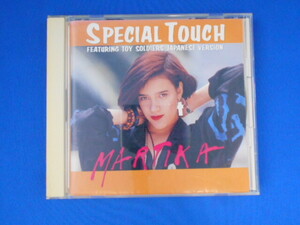 SPECIAL TOUCH
FEATURING TOY SOLDIERS JAPANESE VERSION
MARTIKA